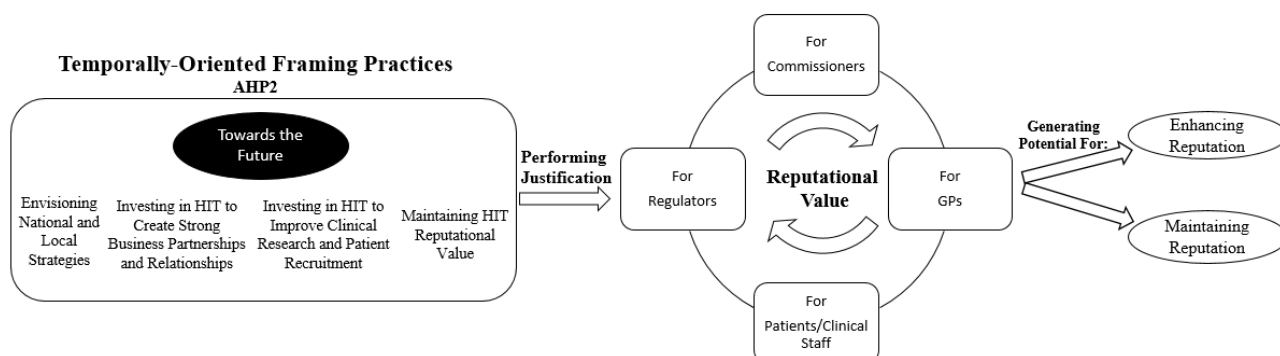 Temporally-Oriented Framing Practices
AHP2
Towards the
Future
Envisioning
National and
Local
Strategies
Investing in HIT to
Create Strong
Business Partnerships
and Relationships
Investing in HIT to
Improve Clinical
Research and Patient
Recruitment
Maintaining HIT
Reputational
Value
Performing
Justification
For
Commissioners
For
Regulators
Reputational
Value
For
GPs
For
Patients/Clinical
Staff
Generating
Potential For:
Enhancing
Reputation
Maintaining
Reputation